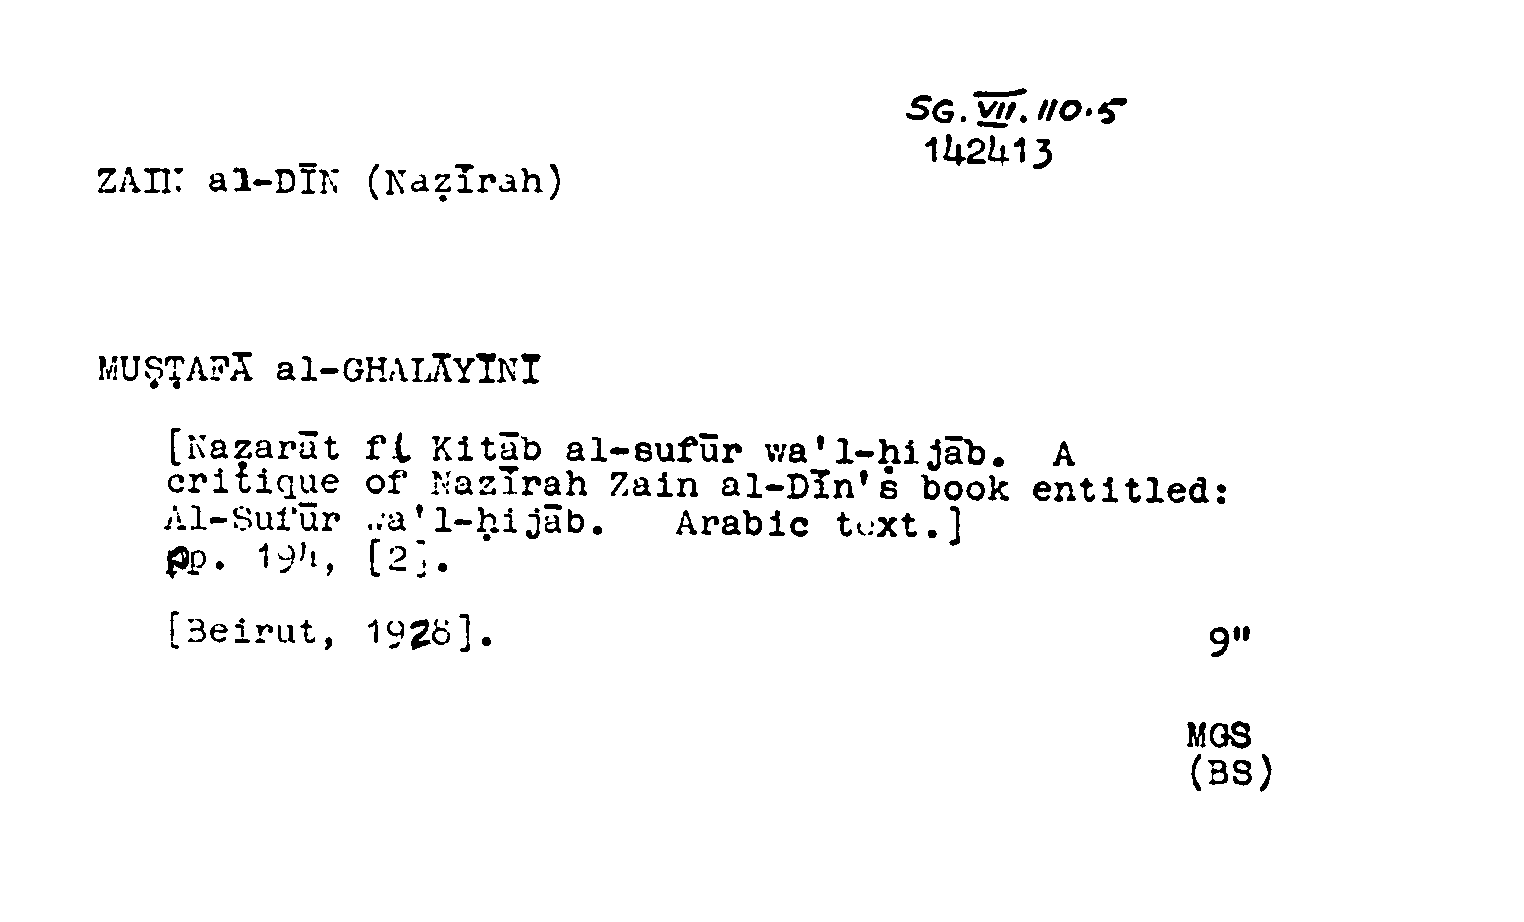 SG. VII. 110.5
142413
ZAIN al-DĪN (Naẓīrah)
MUṢṬAFĀ al-GHALĀYĪNĪ
[Naẓarāt fi Kitāb al-sufūr wa'l-ḥijāb. A
critique of Naẓīrah Zain al-Dīn's book entitled:
Al-Sufūr wa'l-ḥijāb. Arabic text.]
pp. 194, [2].
[Beirut, 1928].
9"
MGS
(BS)